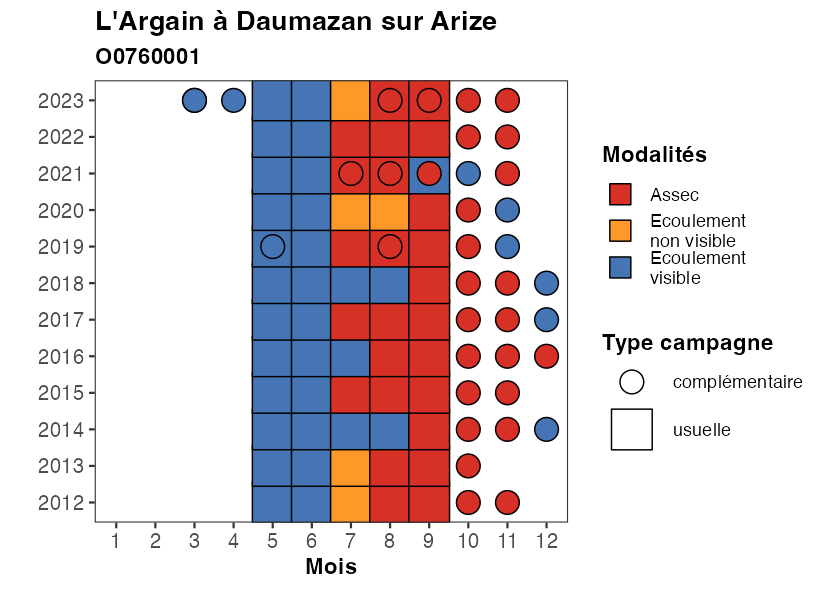 L'Argain à Daumazan sur Arize
O0760001
2023
2022
2021
2020
2019
2018
2017
2016
2015
2014
2013
2012
1 2 3 4 5 6 7 8 9 10 11 12
Mois
Modalités
Assec
Ecoulement
non visible
Ecoulement
visible
Type campagne
complémentaire
usuelle